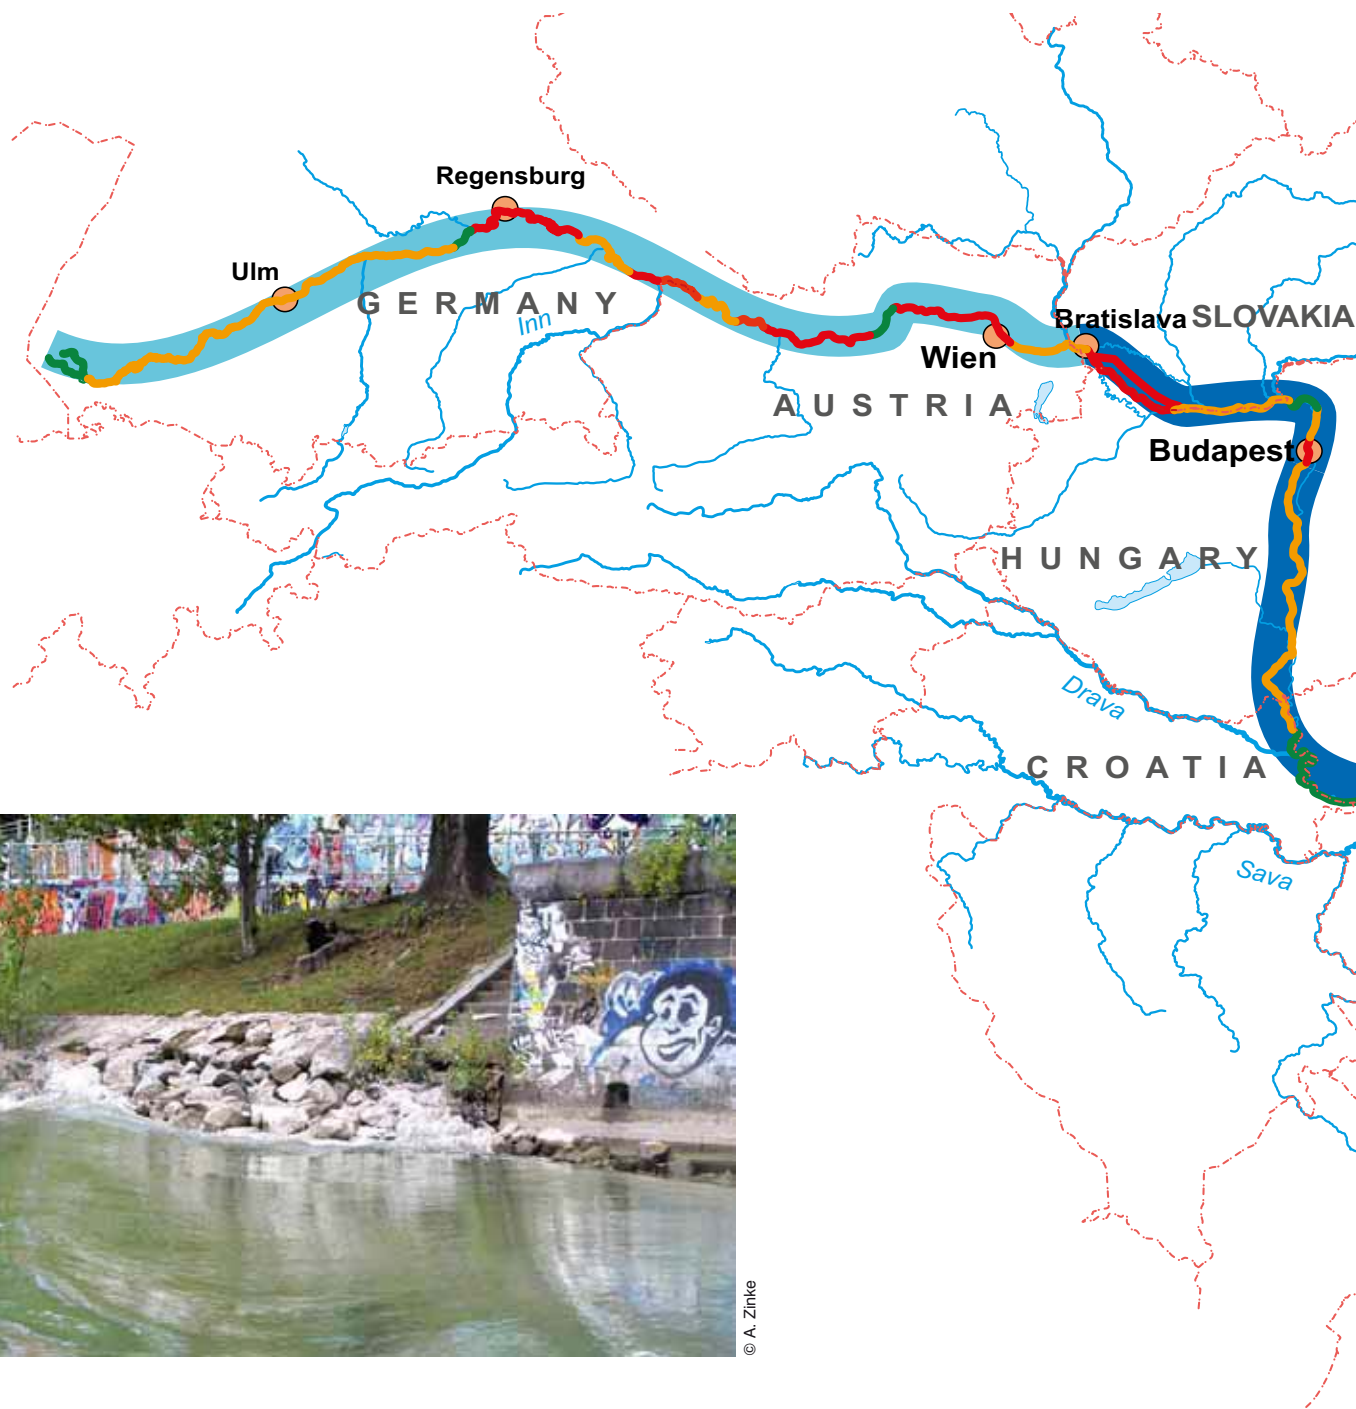 Regensburg
Ulm
GERMANY
Inn
Bratislava
SLOVAKIA
Wien
AUSTRIA
Budapest
HUNGARY
Drava
CROATIA
Sava
© A. Zinke